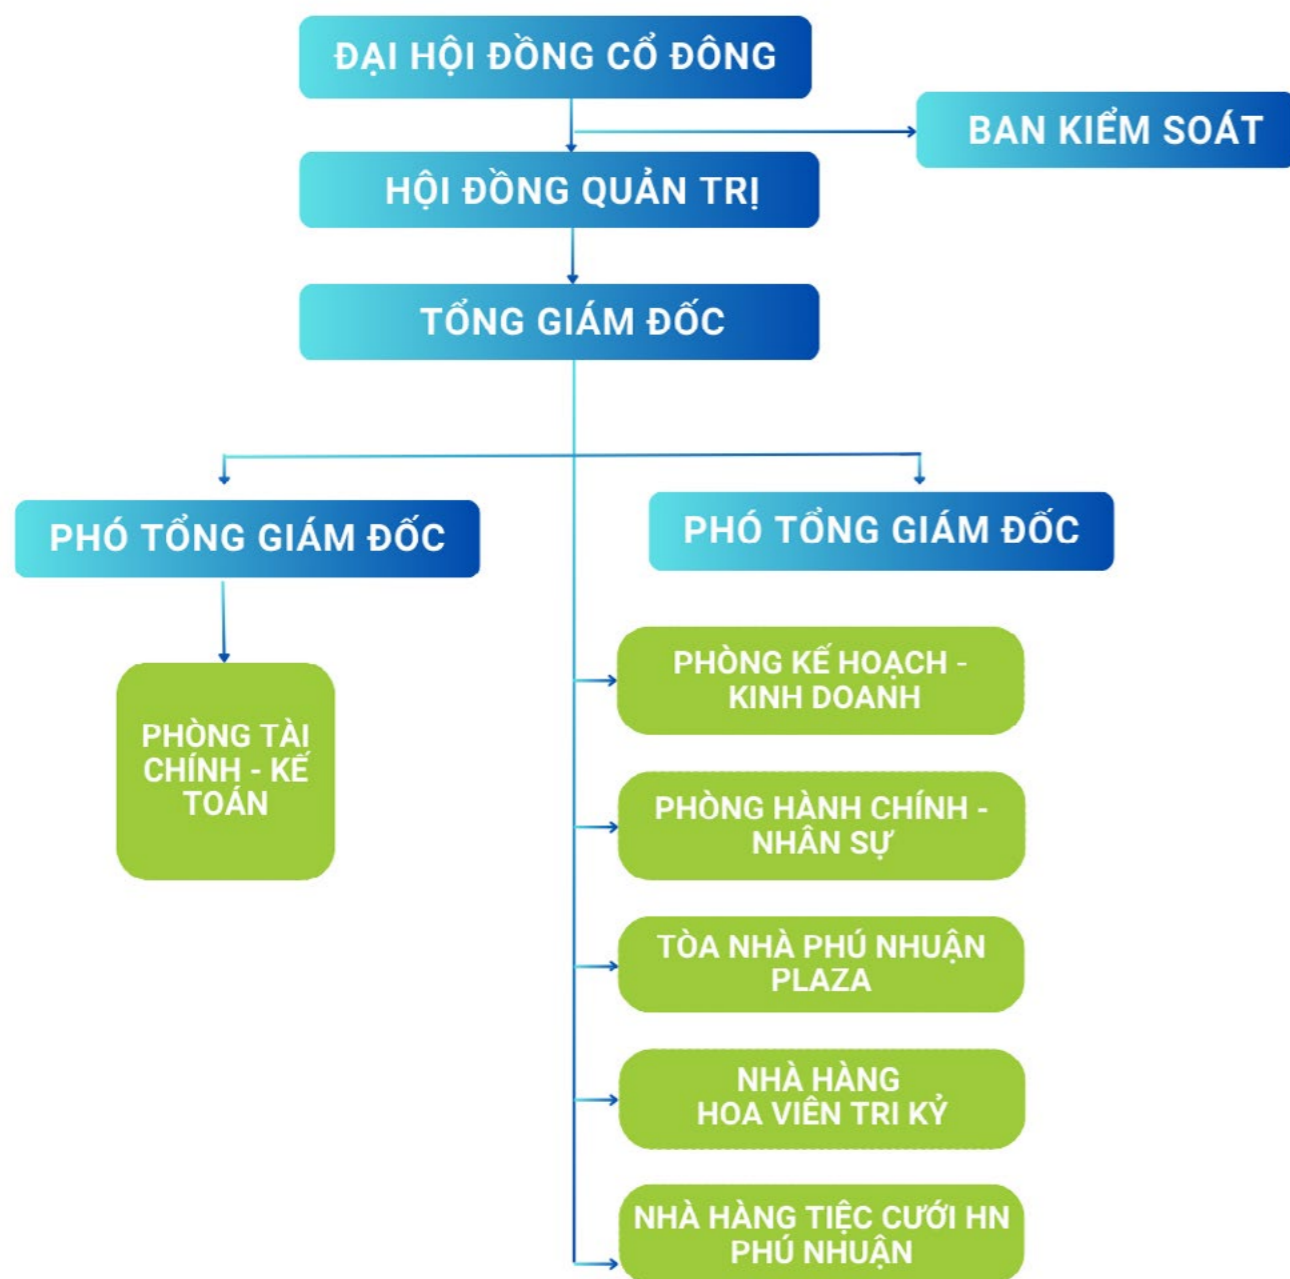 ĐẠI HỘI ĐỒNG CỔ ĐÔNG
BAN KIỂM SOÁT
HỘI ĐỒNG QUẢN TRỊ
TỔNG GIÁM ĐỐC
PHÓ TỔNG GIÁM ĐỐC
PHÓ TỔNG GIÁM ĐỐC
PHÒNG TÀI
CHÍNH - KẾ
TOÁN
PHÒNG KẾ HOẠCH -
KINH DOANH
PHÒNG HÀNH CHÍNH -
NHÂN SỰ
TÒA NHÀ PHÚ NHUẬN
PLAZA
NHÀ HÀNG
HOA VIÊN TRI KỶ
NHÀ HÀNG TIỆC CƯỚI HN
PHÚ NHUẬN